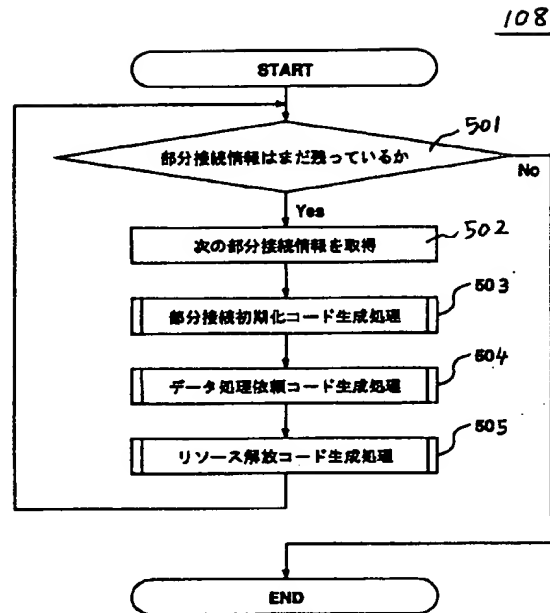 108
START
501
部分接続情報はまだ残っているか
No
Yes
502
次の部分接続情報を取得
503
部分接続初期化コード生成処理
504
データ処理依頼コード生成処理
505
リソース解放コード生成処理
END